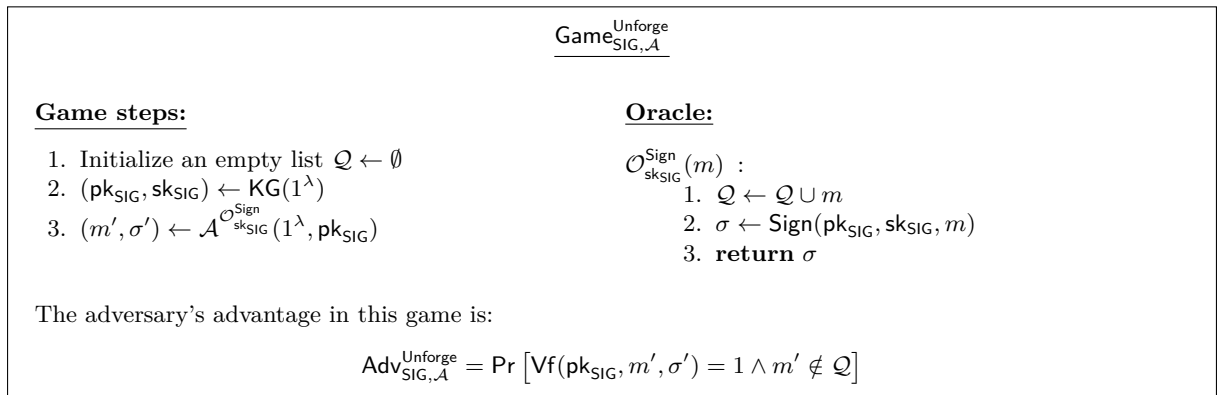 Game^{Unforge}_{SIG,𝒜}
Game steps:
1. Initialize an empty list 𝒬 ← ∅
2. (pk_{SIG}, sk_{SIG}) ← KG(1^λ)
3. (m′, σ′) ← 𝒜^{𝒪^{Sign}_{sk_{SIG}}}(1^λ, pk_{SIG})
Oracle:
𝒪^{Sign}_{sk_{SIG}}(m) :
1. 𝒬 ← 𝒬 ∪ m
2. σ ← Sign(pk_{SIG}, sk_{SIG}, m)
3. return σ
The adversary's advantage in this game is:
Adv^{Unforge}_{SIG,𝒜} = Pr [Vf(pk_{SIG}, m′, σ′) = 1 ∧ m′ ∉ 𝒬]